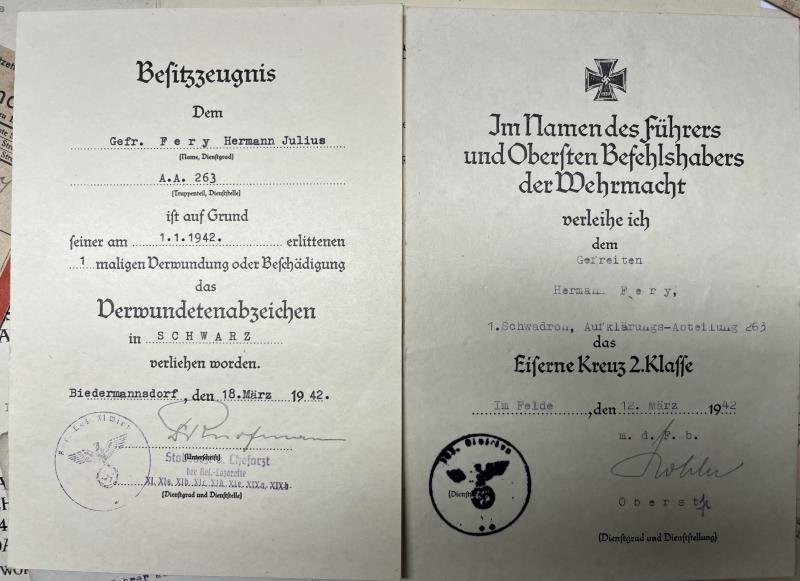 Besitzzeugnis
Dem
Gefr. Fery Hermann Julius
(Name, Dienstgrad)
A.A. 263
(Truppenteil, Dienststelle)
ist auf Grund
seiner am 1.1.1942. erlittenen
1 maligen Verwundung oder Beschädigung
das
Verwundetenabzeichen
in SCHWARZ
verliehen worden.
Biedermannsdorf, den 18.März 1942.
(Unterschrift)
Chefarzt
der Res.-Lazarette
XI, XIa, XIb, XIc,
(Dienstgrad und Dienststelle)
Im Namen des Führers
und Obersten Befehlshabers
der Wehrmacht
verleihe ich
dem
Gefreiten
Hermann Fery,
1.Schwadron, Aufklärungs-Abteilung 263
das
Eiserne Kreuz 2.Klasse
Im Felde, den 12. März 1942
m.d.F.b.
Oberst
(Dienstgrad und Dienststellung)